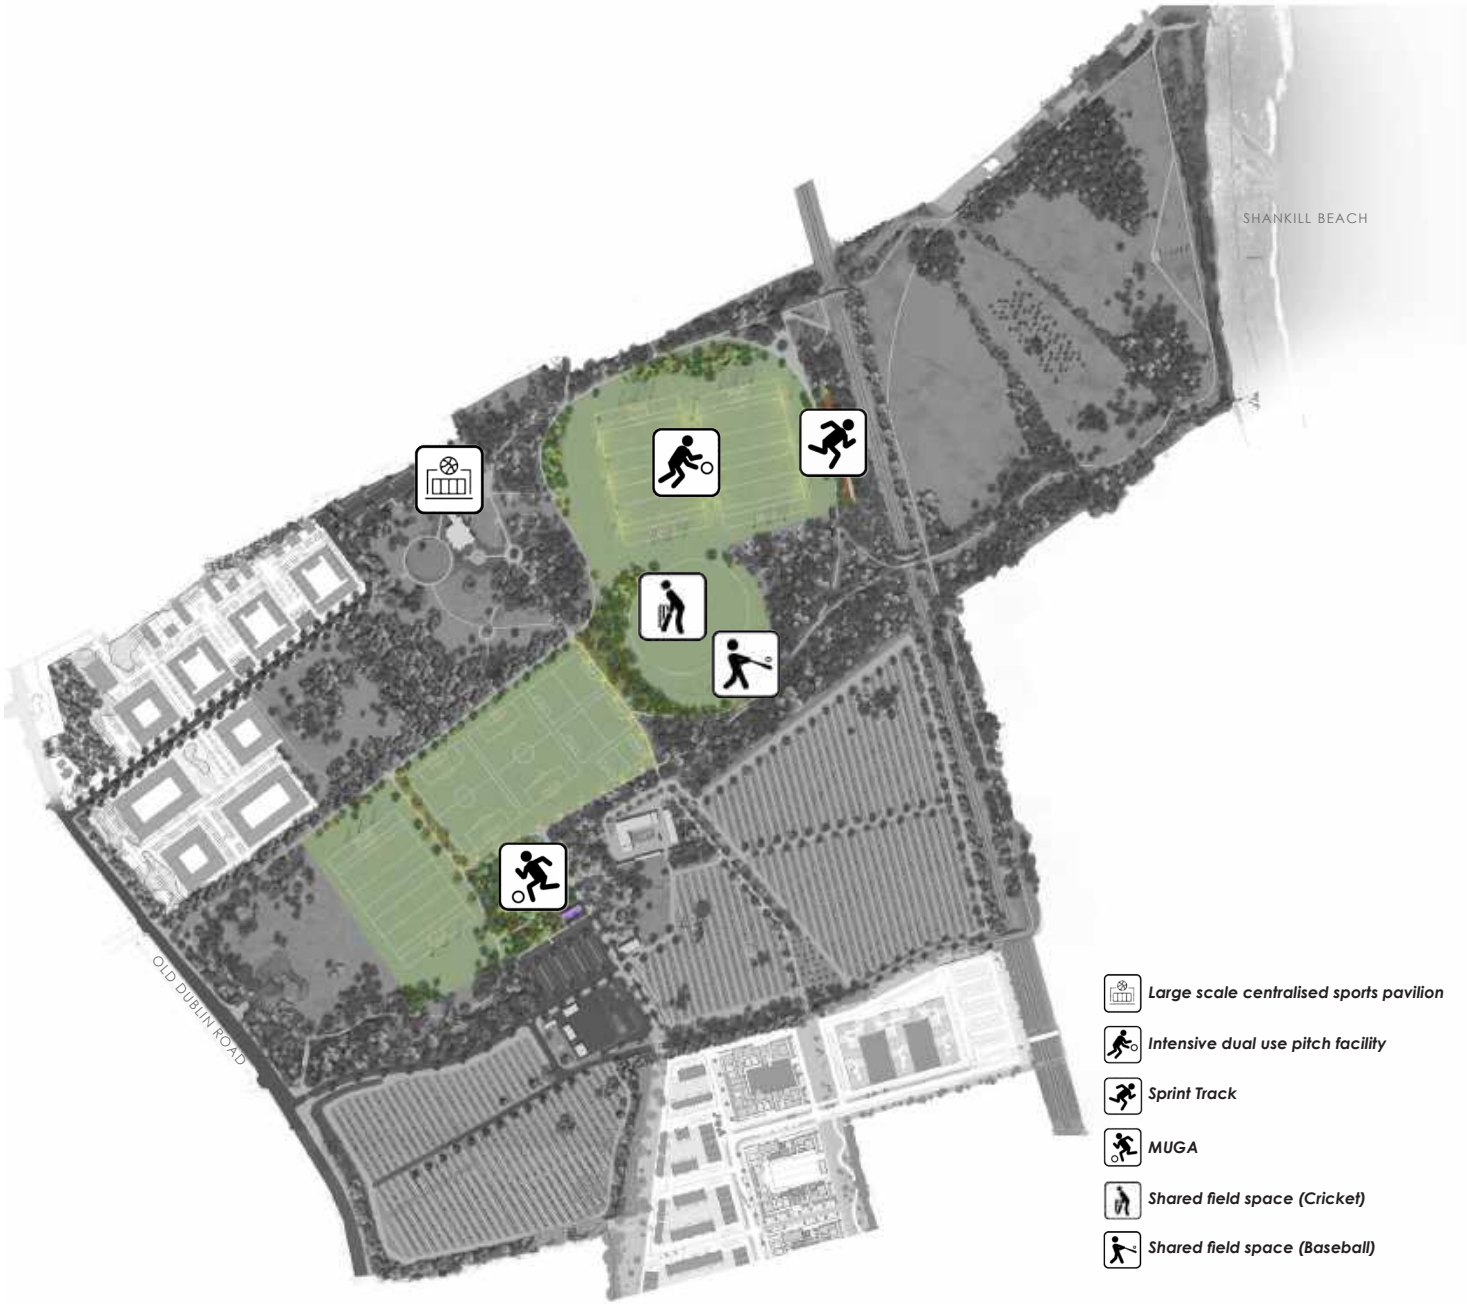 SHANKILL BEACH
OLD DUBLIN ROAD
Large scale centralised sports pavilion
Intensive dual use pitch facility
Sprint Track
MUGA
Shared field space (Cricket)
Shared field space (Baseball)